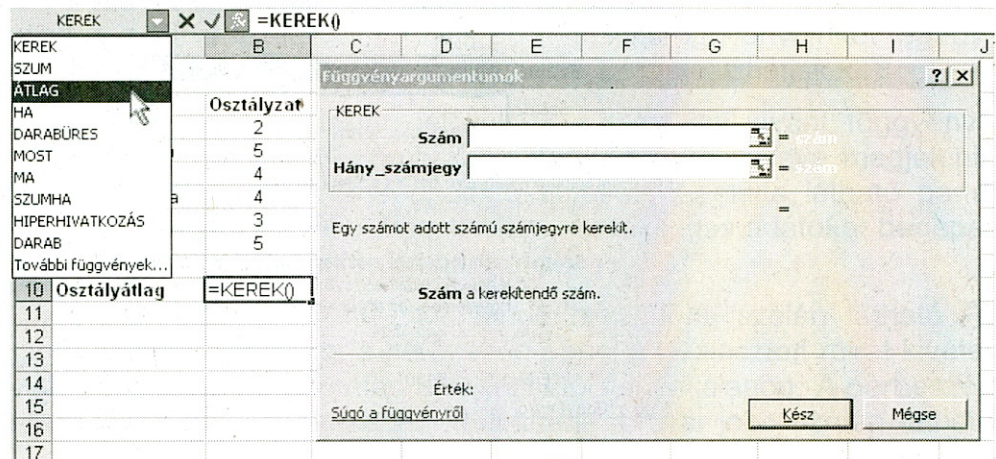 KEREK =KEREK()
KEREK
SZUM
ÁTLAG
HA
DARABÜRES
MOST
MA
SZUMHA
HIPERHIVATKOZÁS
DARAB
További függvények...
B C D E F G H I J
Osztályzat
2
5
4
a 4
3
5
10 Osztályátlag =KEREK()
11
12
13
14
15
16
17
Függvényargumentumok
KEREK
Szám = szám
Hány_számjegy = szám
=
Egy számot adott számú számjegyre kerekít.
Szám a kerekítendő szám.
Érték:
Súgó a függvényről Kész Mégse